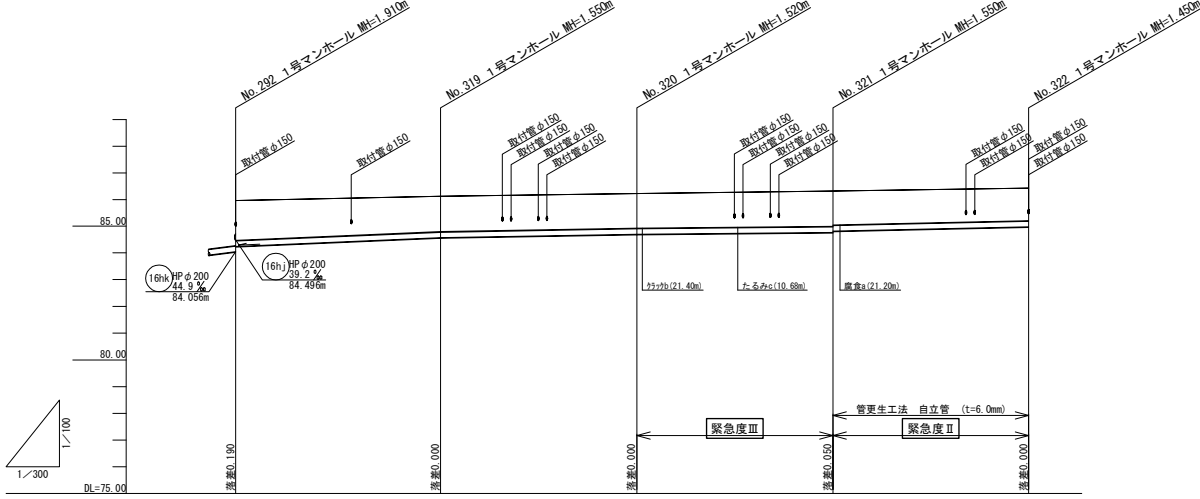 No.292 1号マンホール MH=1.910m
No.319 1号マンホール MH=1.550m
No.320 1号マンホール MH=1.520m
No.321 1号マンホール MH=1.550m
No.322 1号マンホール MH=1.450m
取付管φ150
取付管φ150
取付管φ150
取付管φ150
取付管φ150
取付管φ150
取付管φ150
取付管φ150
取付管φ150
取付管φ150
取付管φ150
取付管φ150
取付管φ150
取付管φ150
85.00
16hk
HPφ200
44.9 ‰
84.056m
16hj
HPφ200
39.2 ‰
84.496m
クラックb(21.40m)
たるみc(10.68m)
腐食a(21.20m)
80.00
管更生工法 自立管 (t=6.0mm)
緊急度Ⅲ
緊急度Ⅱ
1/100
1/300
落差0.190
落差0.000
落差0.000
落差0.050
落差0.000
DL=75.00